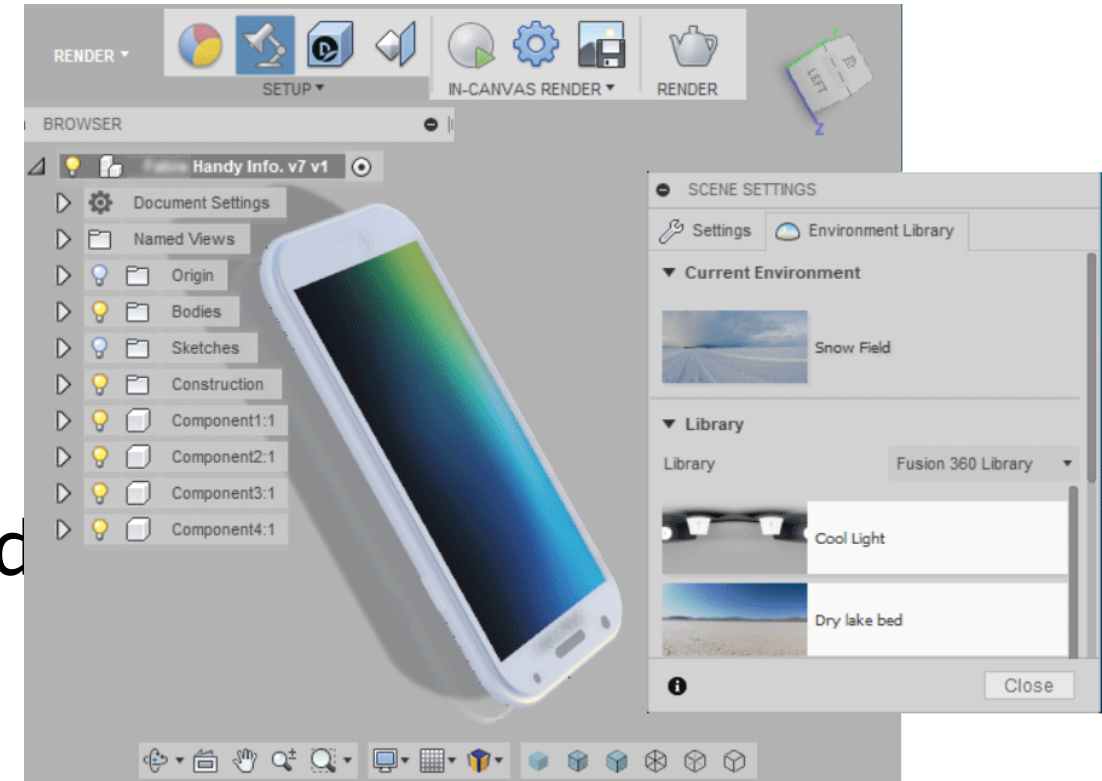 RENDER
SETUP
IN-CANVAS RENDER
RENDER
LEFT
Z
BROWSER
Handy Info. v7 v1
Document Settings
Named Views
Origin
Bodies
Sketches
Construction
Component1:1
Component2:1
Component3:1
Component4:1
d
SCENE SETTINGS
Settings
Environment Library
Current Environment
Snow Field
Library
Library
Fusion 360 Library
Cool Light
Dry lake bed
Close